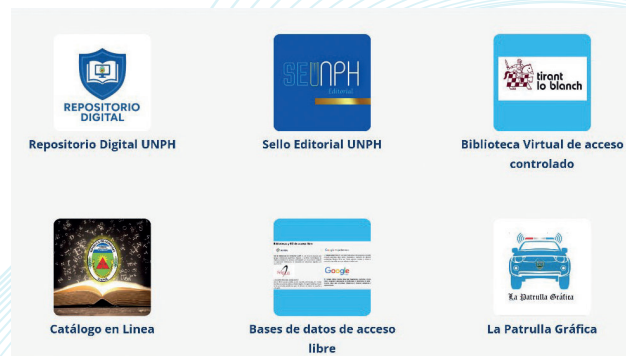 REPOSITORIO
DIGITAL
Repositorio Digital UNPH
SEUNPH
Editorial
Sello Editorial UNPH
tirant
lo blanch
Biblioteca Virtual de acceso
controlado
Catálogo en Linea
Google
Bases de datos de acceso
libre
La Patrulla Gráfica
La Patrulla Gráfica